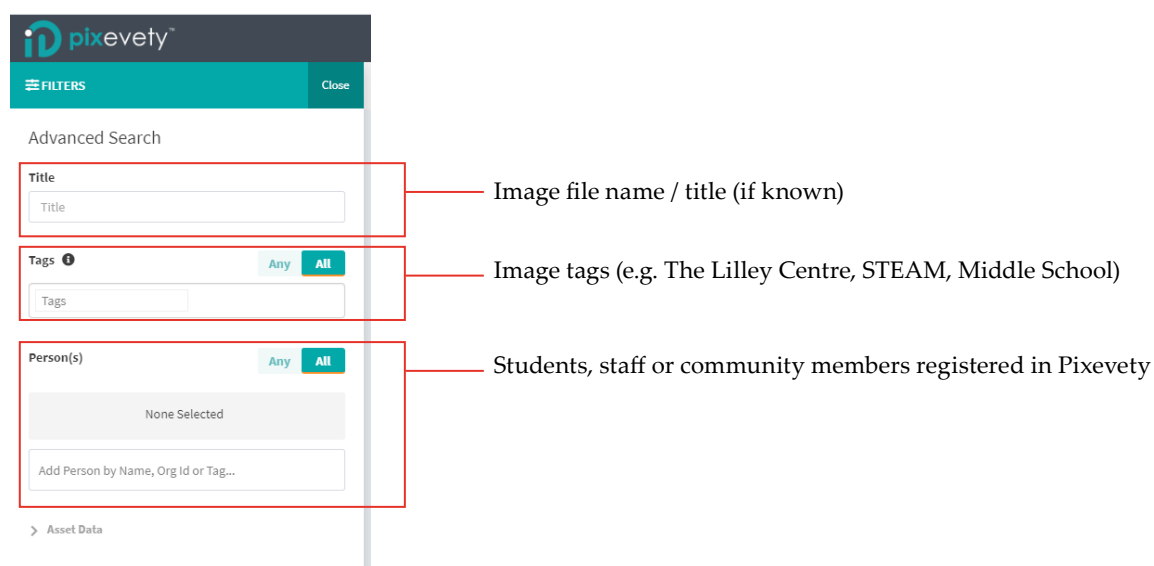 pixevety™
FILTERS Close
Advanced Search
Title
Title
Image file name / title (if known)
Tags Any All
Tags
Image tags (e.g. The Lilley Centre, STEAM, Middle School)
Person(s) Any All
Students, staff or community members registered in Pixevety
None Selected
Add Person by Name, Org Id or Tag...
Asset Data